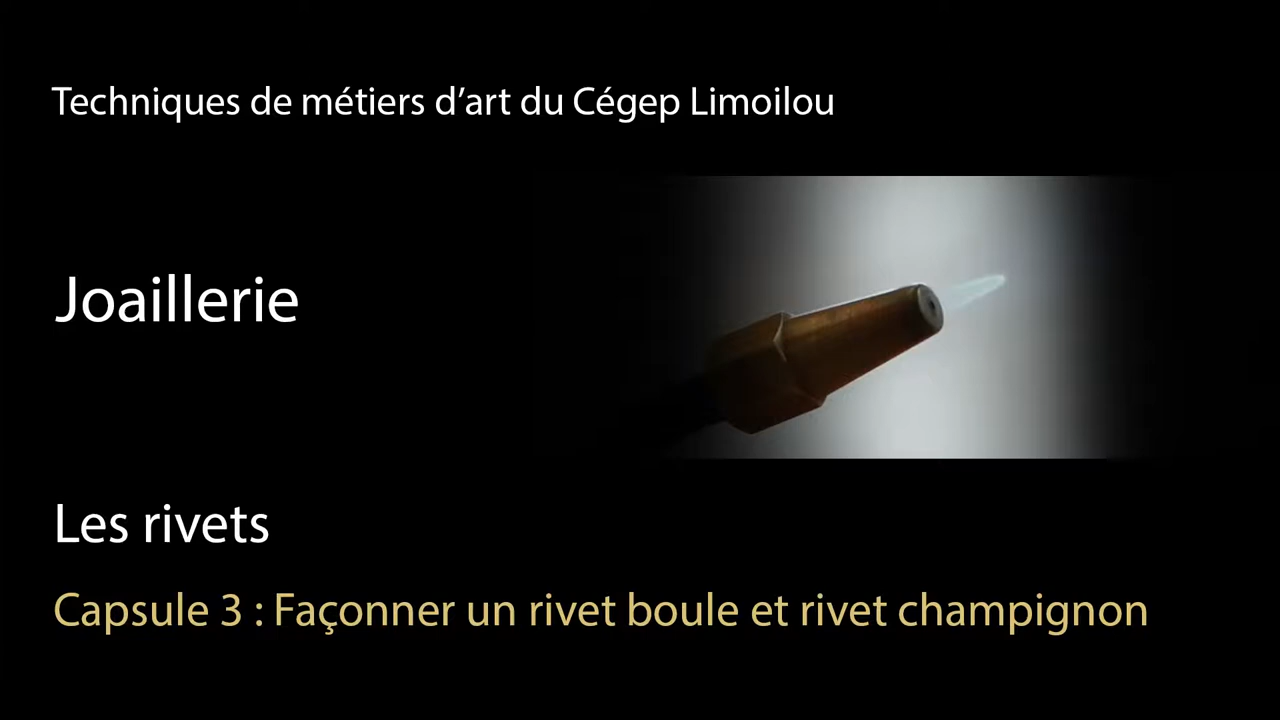 Techniques de métiers d’art du Cégep Limoilou
Joaillerie
Les rivets
Capsule 3 : Façonner un rivet boule et rivet champignon